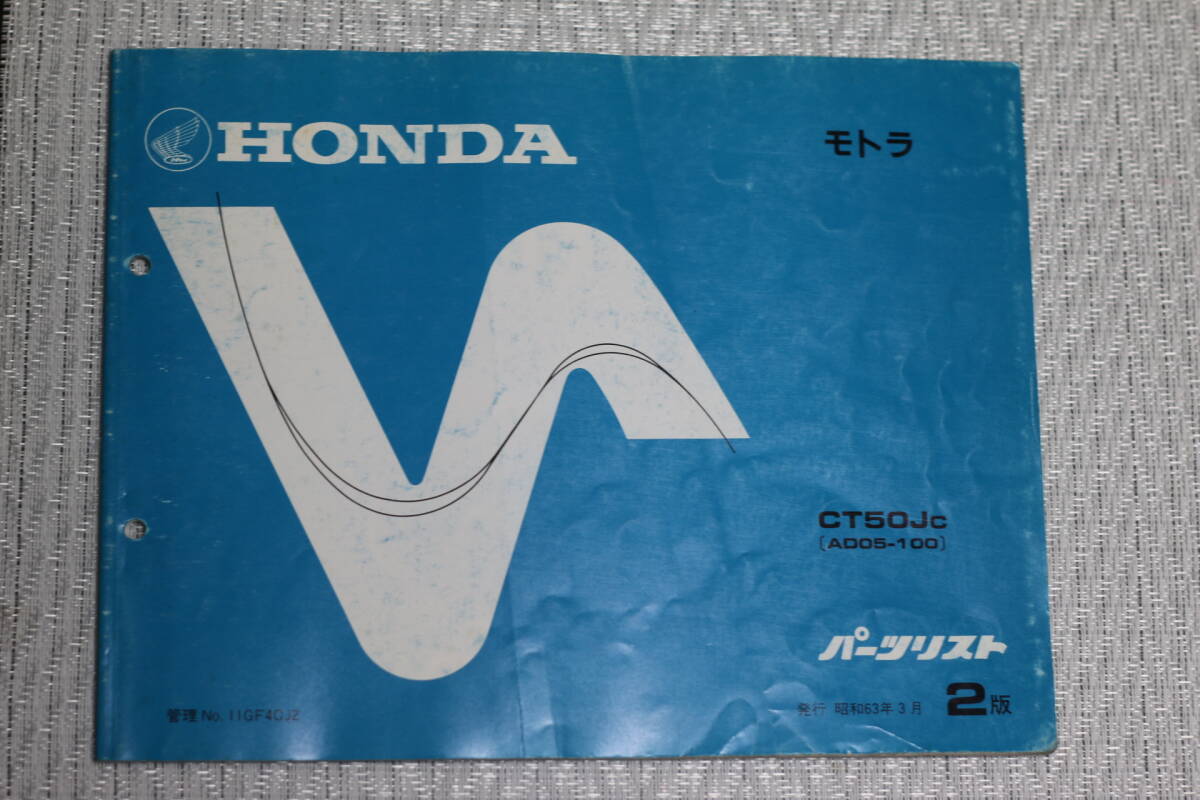 HONDA
モトラ
CT50Jc
〔AD05-100〕
パーツリスト
管理 No. 11GF4GJ2
発行 昭和63年3月 2版